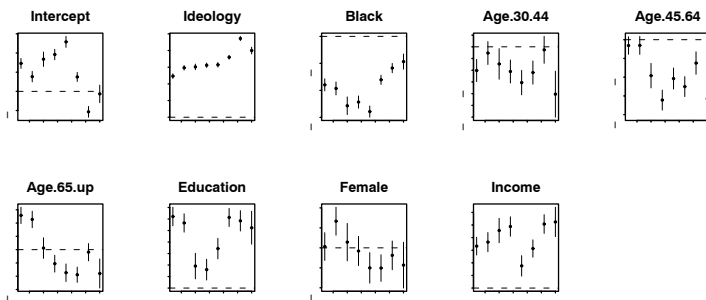 Intercept Ideology Black Age.30.44 Age.45.64
Age.65.up Education Female Income